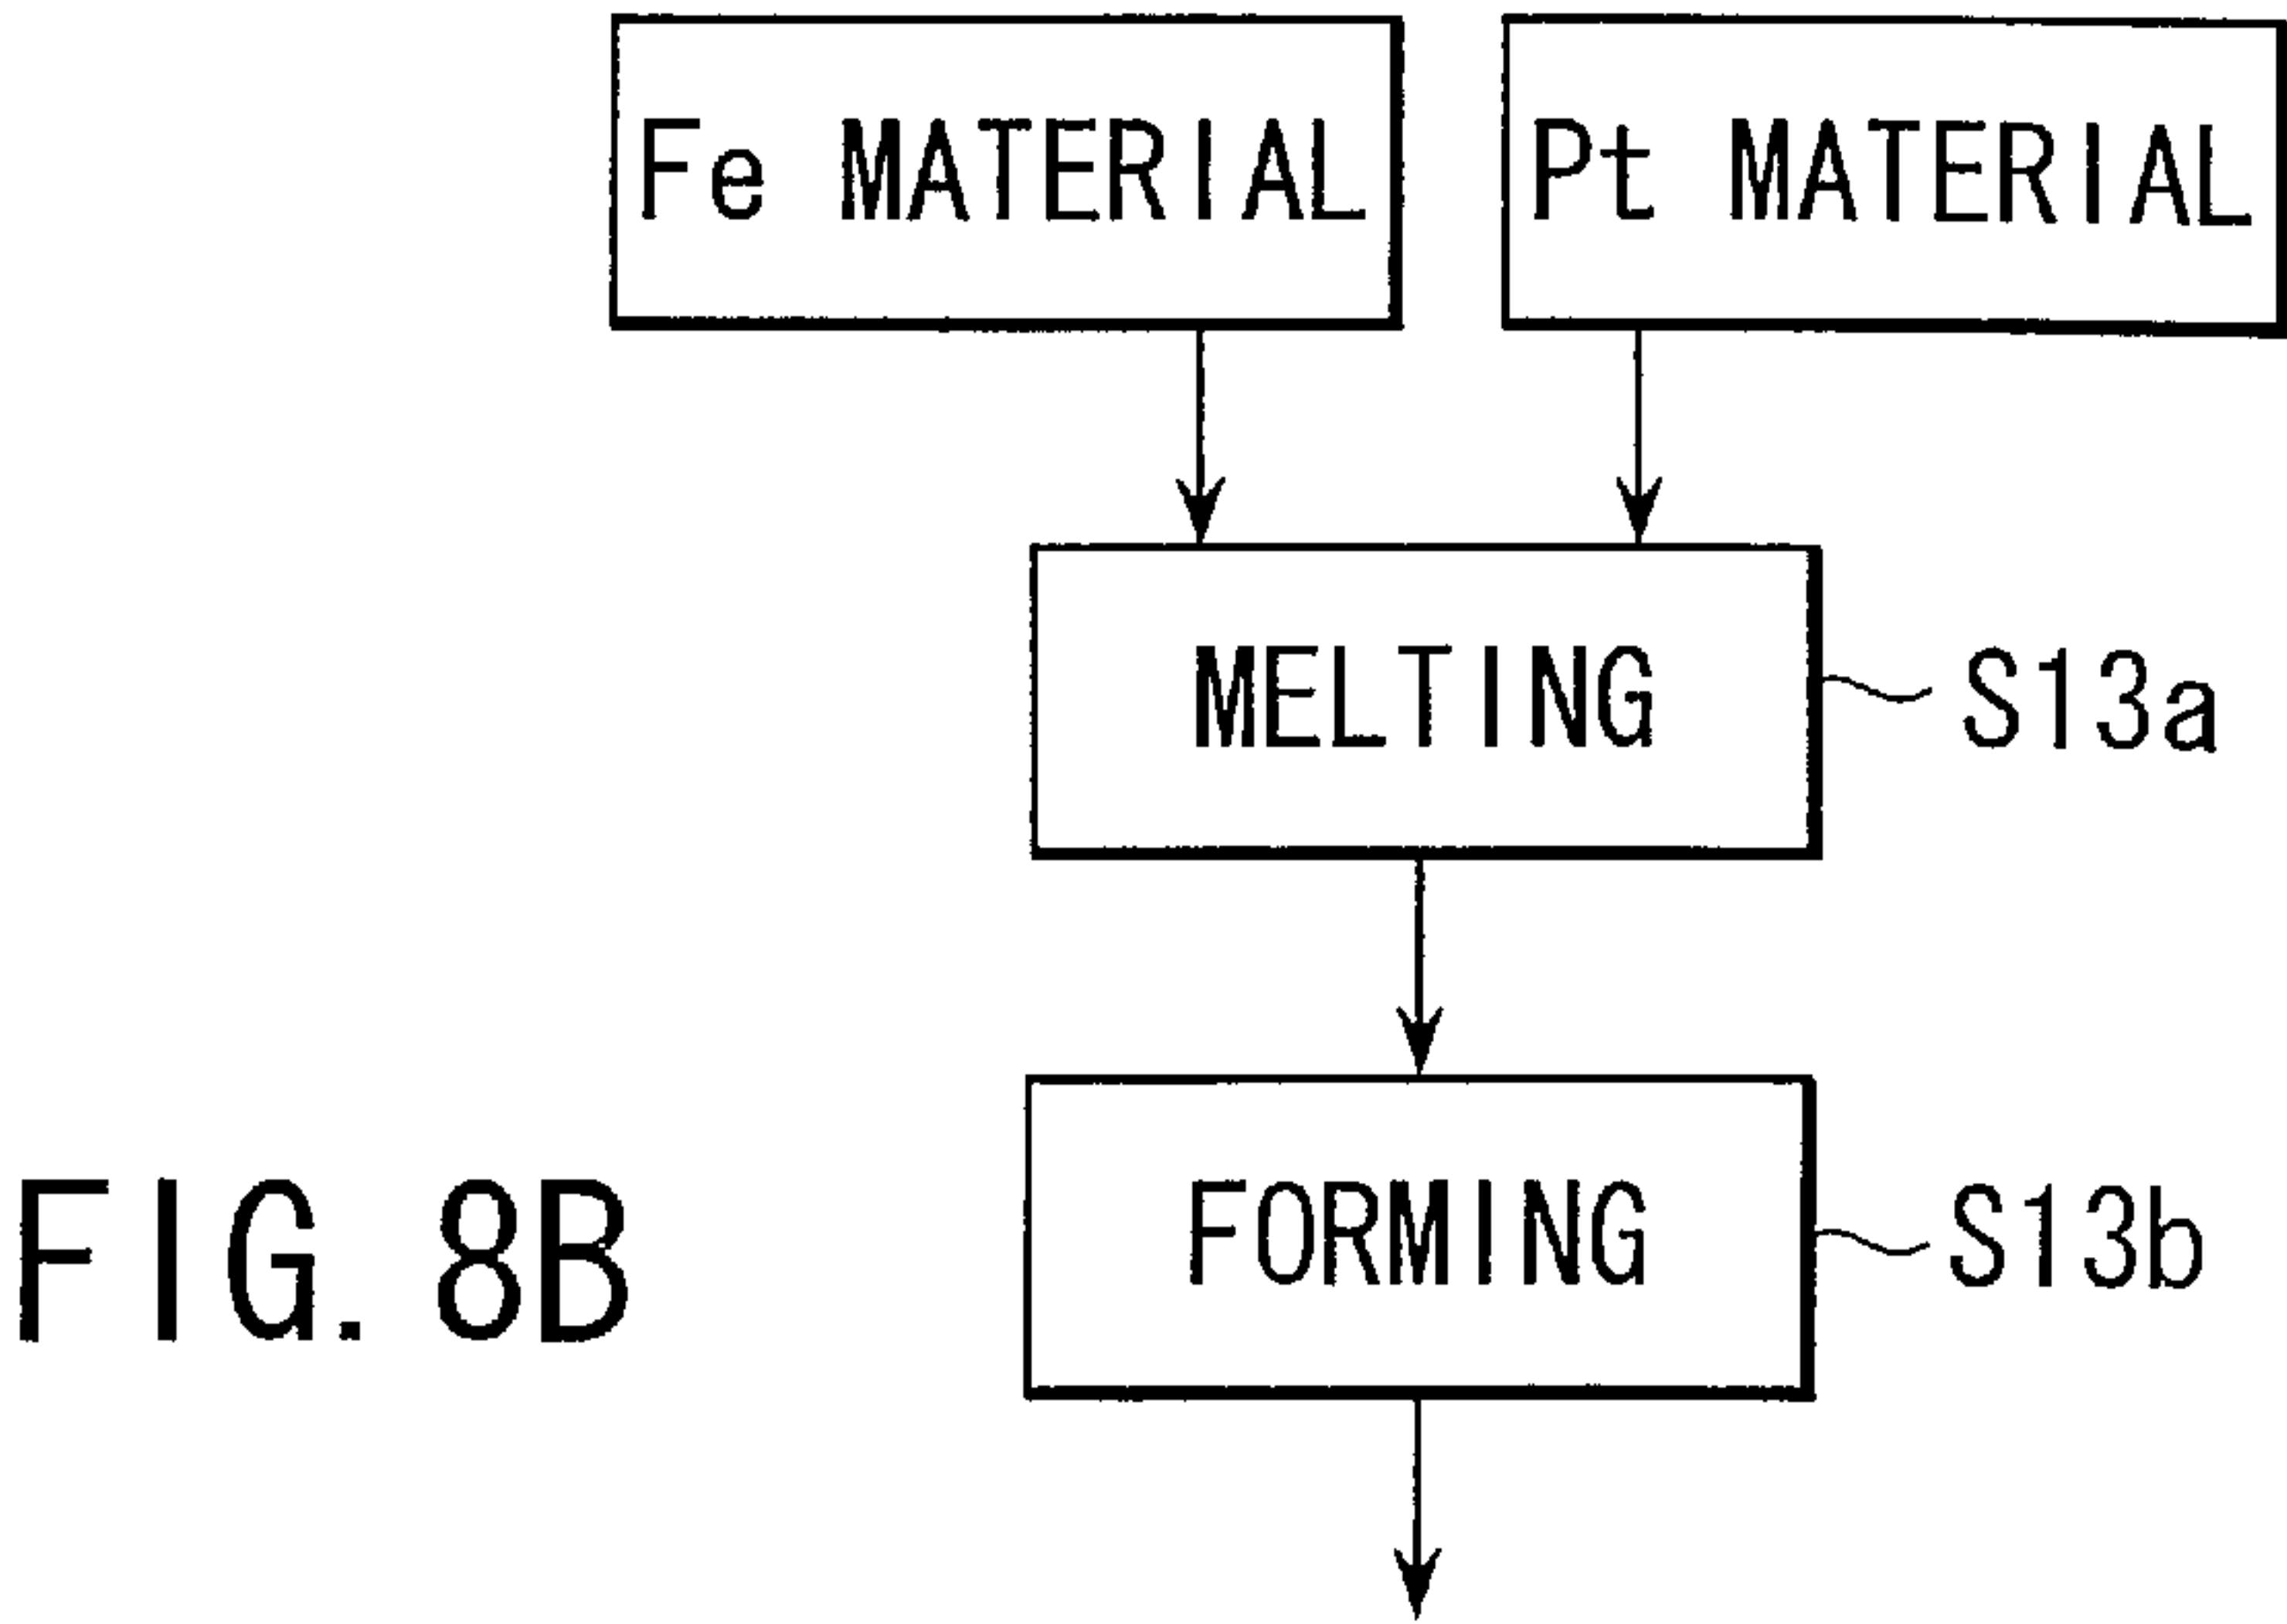 Fe MATERIAL
Pt MATERIAL
MELTING
S13a
FORMING
S13b
FIG. 8B